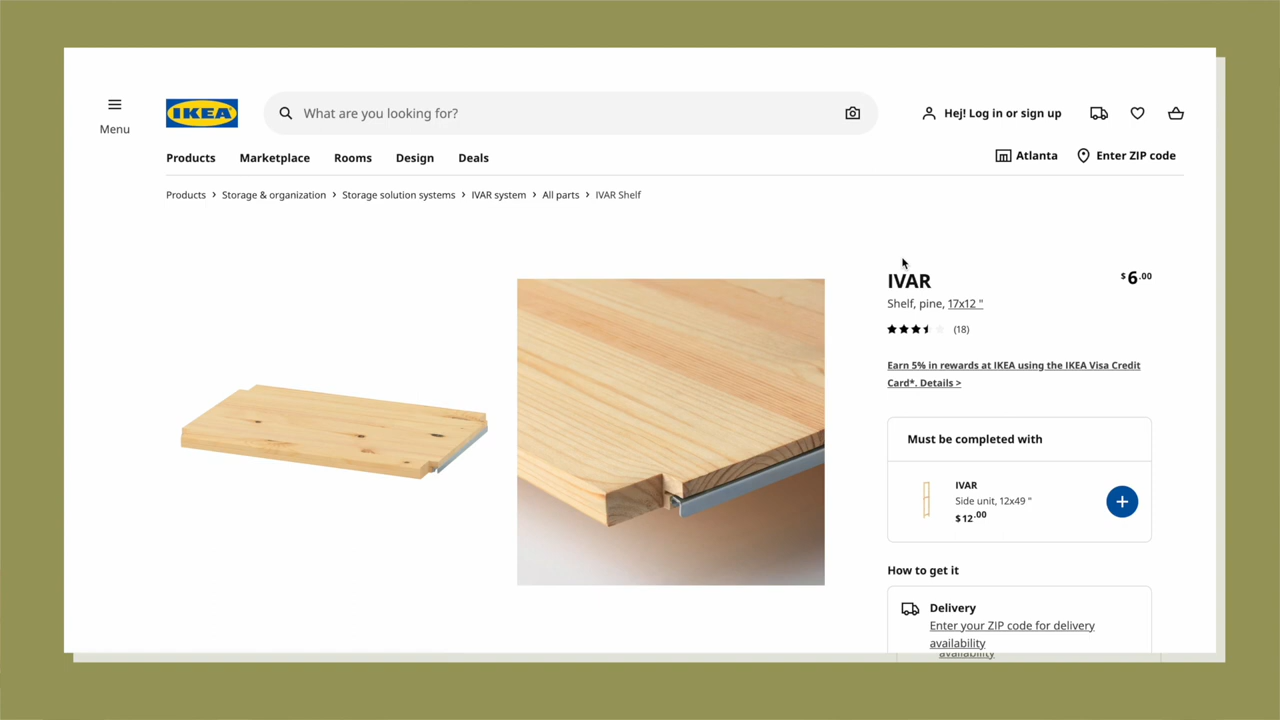 Menu
IKEA
What are you looking for?
Hej! Log in or sign up
Products Marketplace Rooms Design Deals
Atlanta Enter ZIP code
Products > Storage & organization > Storage solution systems > IVAR system > All parts > IVAR Shelf
IVAR
$6.00
Shelf, pine, 17x12 "
(18)
Earn 5% in rewards at IKEA using the IKEA Visa Credit
Card*. Details >
Must be completed with
IVAR
Side unit, 12x49 "
$12.00
How to get it
Delivery
Enter your ZIP code for delivery
availability
availability